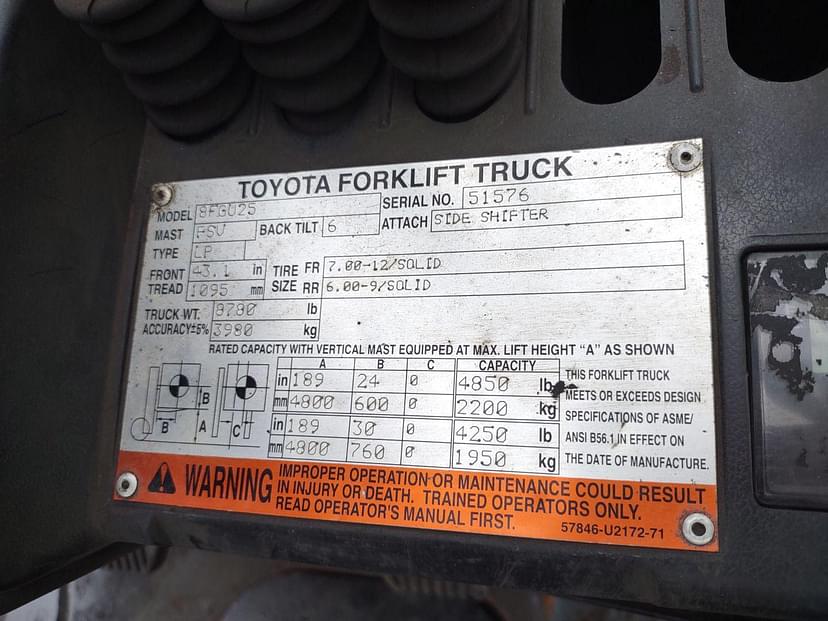 TOYOTA FORKLIFT TRUCK
MODEL 8FGU25 SERIAL NO. 51576
MAST FSV BACK TILT 6 ATTACH SIDE SHIFTER
TYPE LP
FRONT TREAD 43.1 in TIRE SIZE FR 7.00-12/SOLID
1095 mm RR 6.00-9/SOLID
TRUCK WT. 8780 lb
ACCURACY±5% 3980 kg
RATED CAPACITY WITH VERTICAL MAST EQUIPPED AT MAX. LIFT HEIGHT "A" AS SHOWN
A B C CAPACITY
in 189 24 0 4850 lb
mm 4800 600 0 2200 kg
in 189 30 0 4250 lb
mm 4800 760 0 1950 kg
B A C B
THIS FORKLIFT TRUCK
MEETS OR EXCEEDS DESIGN
SPECIFICATIONS OF ASME/
ANSI B56.1 IN EFFECT ON
THE DATE OF MANUFACTURE.
WARNING
IMPROPER OPERATION OR MAINTENANCE COULD RESULT
IN INJURY OR DEATH. TRAINED OPERATORS ONLY.
READ OPERATOR'S MANUAL FIRST.
57846-U2172-71